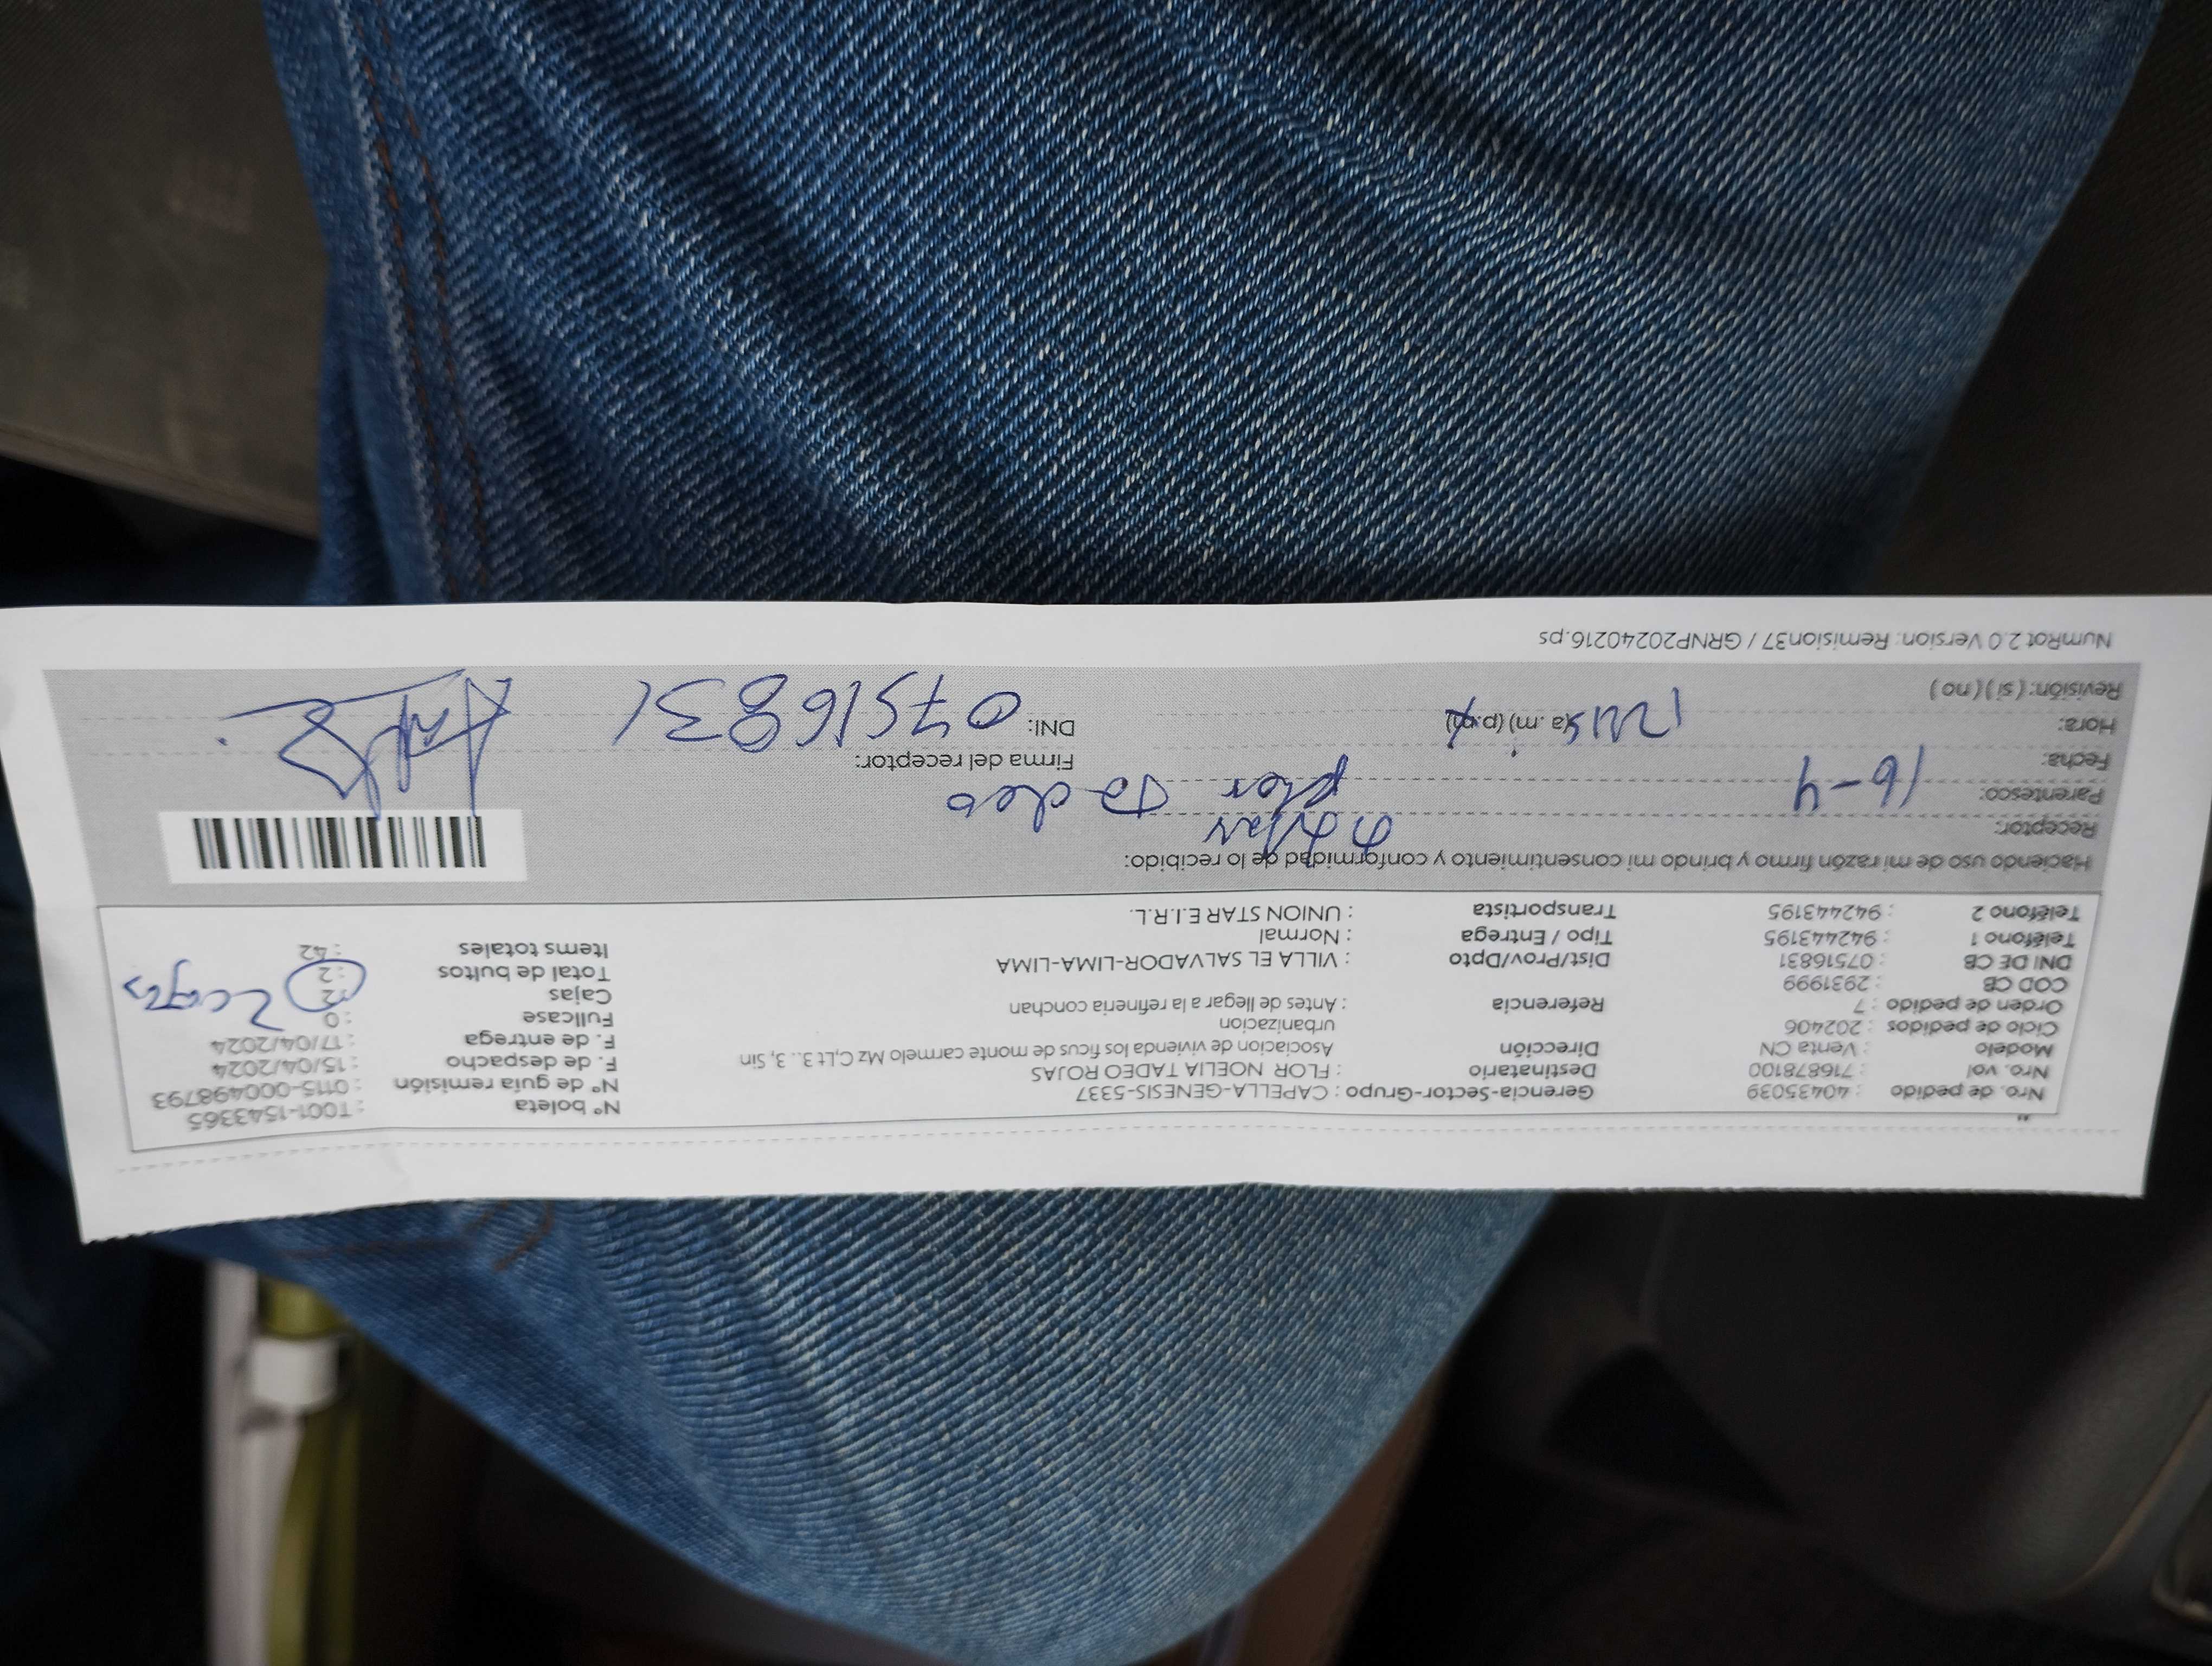 Nro. de pedido : 40435039 Gerencia-Sector-Grupo : CAPELLA-GENESIS-5337 N° boleta : T001-1543365
Nro. vol : 716878100 Destinatario : FLOR NOELIA TADEO ROJAS N° de guia remisión : 0115-000498793
Modelo : Venta CN Dirección Asociacion de vivienda los ficus de monte carmelo Mz C,Lt 3.. 3, Sin F. de despacho : 15/04/2024
urbanizacion
Ciclo de pedidos : 202406 F. de entrega : 17/04/2024
Orden de pedido : 7 Referencia : Antes de llegar a la refineria conchan Fullcase : 0
COD CB : 2931999 Cajas : 2 2 cajas
DNI DE CB : 07516831 Dist/Prov/Dpto : VILLA EL SALVADOR-LIMA-LIMA Total de bultos : 2
Teléfono 1 : 942443195 Tipo / Entrega : Normal Items totales : 42
Teléfono 2 : 942443195 Transportista : UNION STAR E.I.R.L.
Haciendo uso de mi razón firmo y brindo mi consentimiento y conformidad de lo recibido:
Receptor:
Parentesco: flor tadeo
Fecha: 16-4 Firma del receptor:
Hora: (a.m) (p.m) DNI: 07516831
Revisión: ( si ) ( no )
NumRot 2.0 Version: Remision37 / GRNP20240216.ps